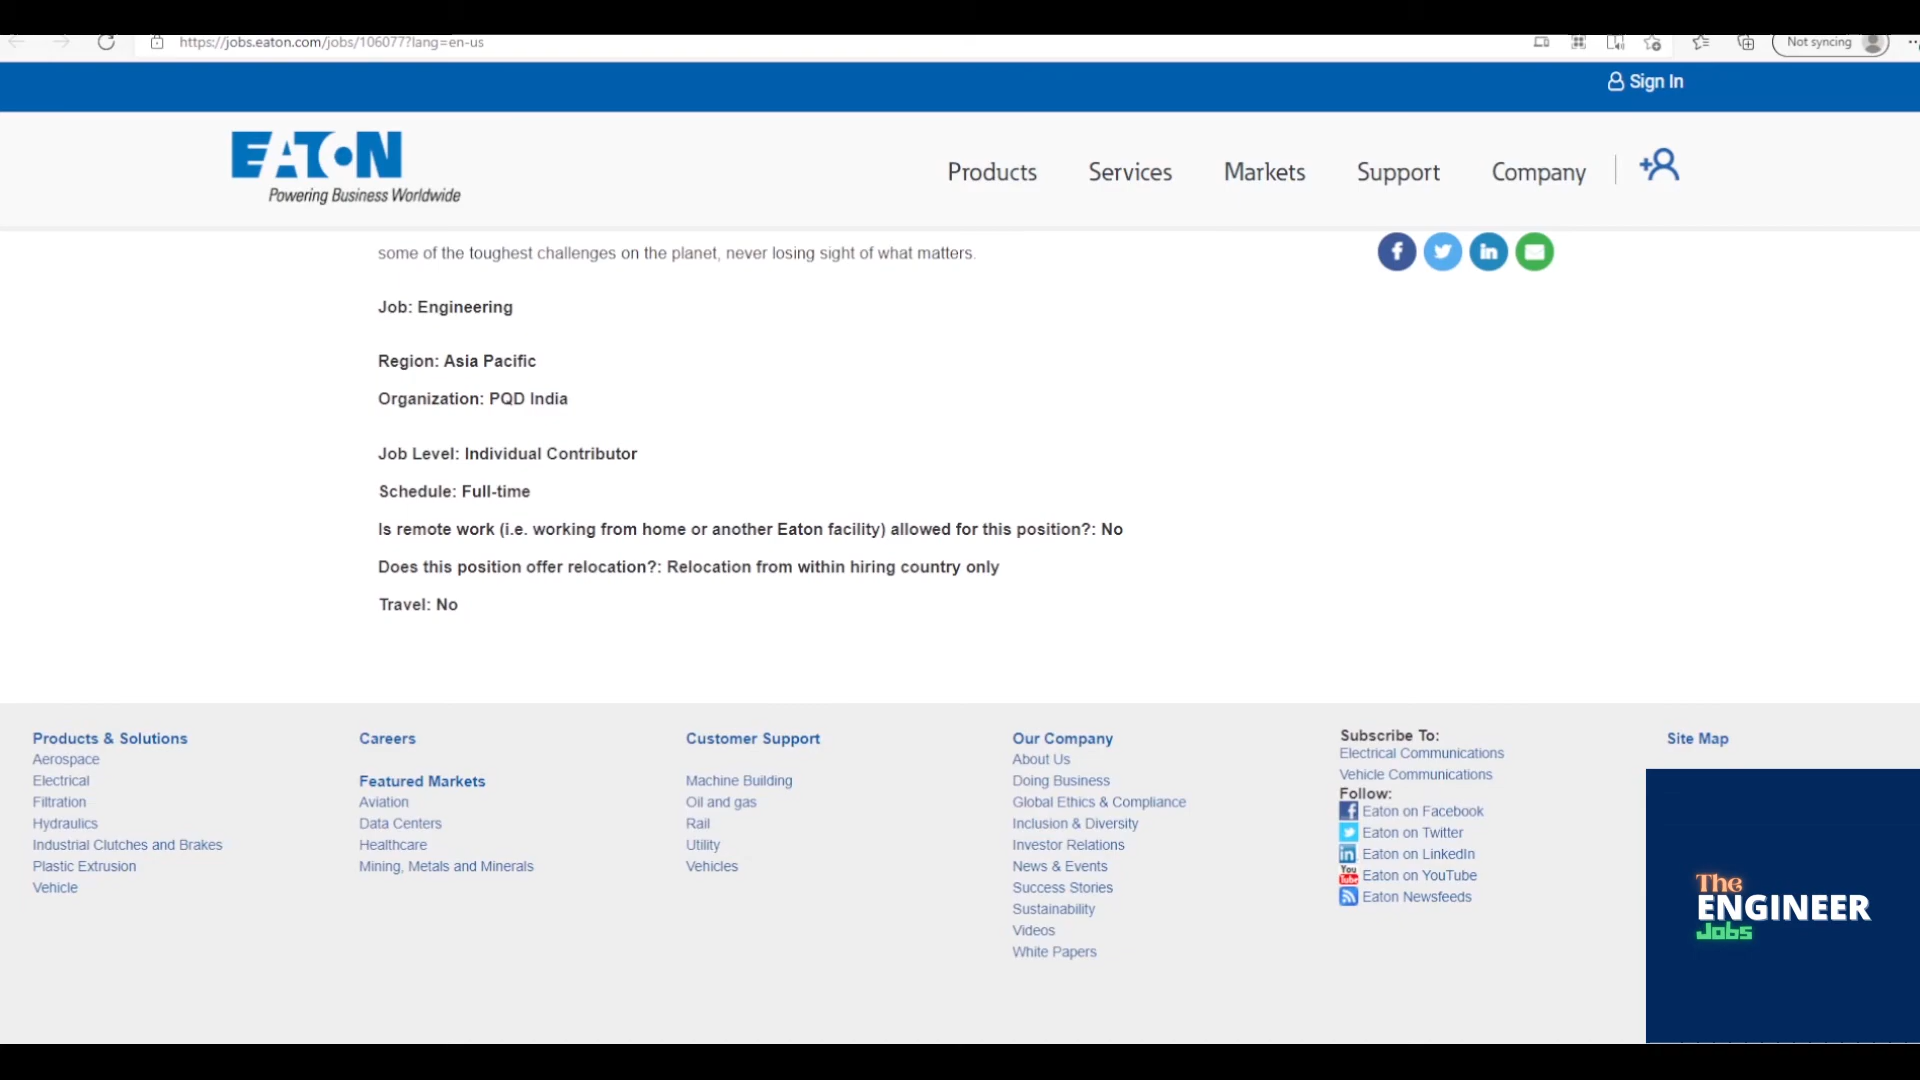 https://jobs.eaton.com/jobs/106077?lang=en-us
Not syncing
Sign In
EATON
Powering Business Worldwide
Products
Services
Markets
Support
Company
some of the toughest challenges on the planet, never losing sight of what matters.
Job: Engineering
Region: Asia Pacific
Organization: PQD India
Job Level: Individual Contributor
Schedule: Full-time
Is remote work (i.e. working from home or another Eaton facility) allowed for this position?: No
Does this position offer relocation?: Relocation from within hiring country only
Travel: No
Products & Solutions
Aerospace
Electrical
Filtration
Hydraulics
Industrial Clutches and Brakes
Plastic Extrusion
Vehicle
Careers
Featured Markets
Aviation
Data Centers
Healthcare
Mining, Metals and Minerals
Customer Support
Machine Building
Oil and gas
Rail
Utility
Vehicles
Our Company
About Us
Doing Business
Global Ethics & Compliance
Inclusion & Diversity
Investor Relations
News & Events
Success Stories
Sustainability
Videos
White Papers
Subscribe To:
Electrical Communications
Vehicle Communications
Follow:
Eaton on Facebook
Eaton on Twitter
Eaton on LinkedIn
Eaton on YouTube
Eaton Newsfeeds
Site Map
The
ENGINEER
Jobs